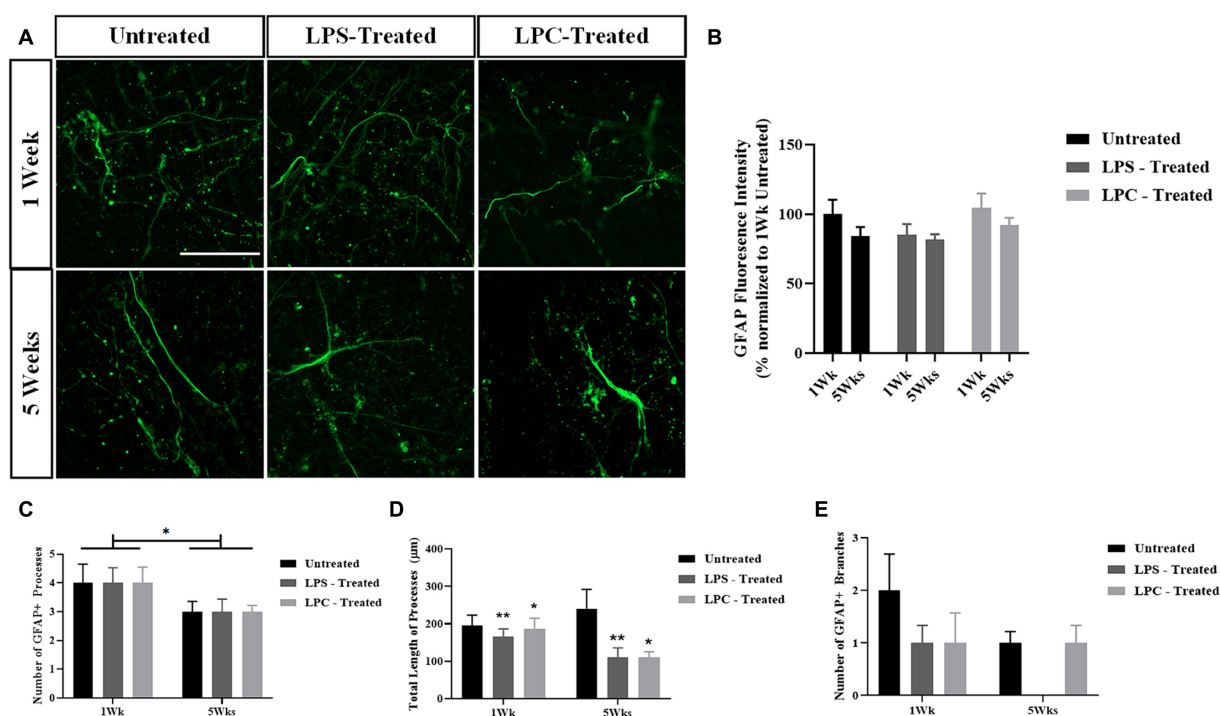 A
Untreated
LPS-Treated
LPC-Treated
1 Week
5 Weeks
B
GFAP Fluoresence Intensity
(% normalized to 1Wk Untreated)
150
100
50
0
1Wk
5Wks
1Wk
5Wks
1Wk
5Wks
Untreated
LPS - Treated
LPC - Treated
C
Number of GFAP+ Processes
5
4
3
2
1
0
*
1Wk
5Wks
Untreated
LPS - Treated
LPC - Treated
D
Total Length of Processes (μm)
400
300
200
100
0
**
*
**
*
1Wk
5Wks
Untreated
LPS - Treated
LPC - Treated
E
Number of GFAP+ Branches
3
2
1
0
1Wk
5Wks
Untreated
LPS - Treated
LPC - Treated